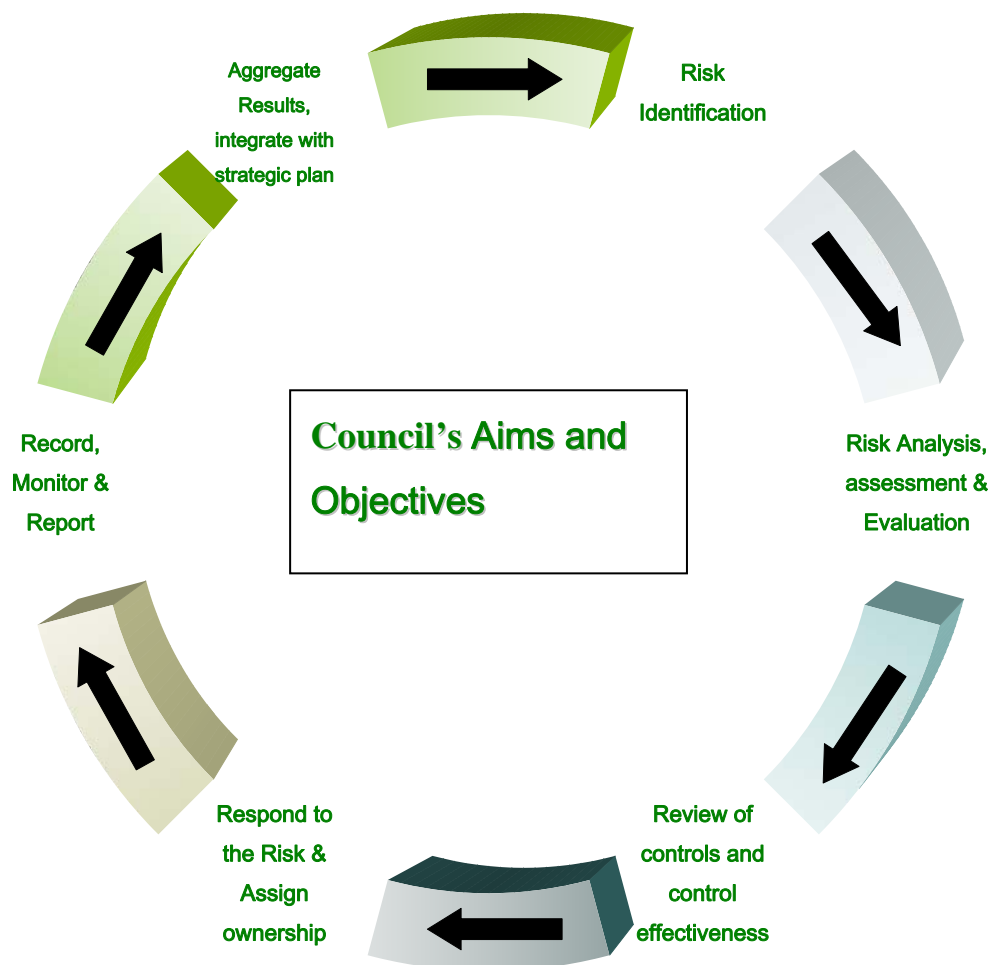 Aggregate
Results,
integrate with
strategic plan
Risk
Identification
Council’s Aims and
Objectives
Record,
Monitor &
Report
Risk Analysis,
assessment &
Evaluation
Respond to
the Risk &
Assign
ownership
Review of
controls and
control
effectiveness